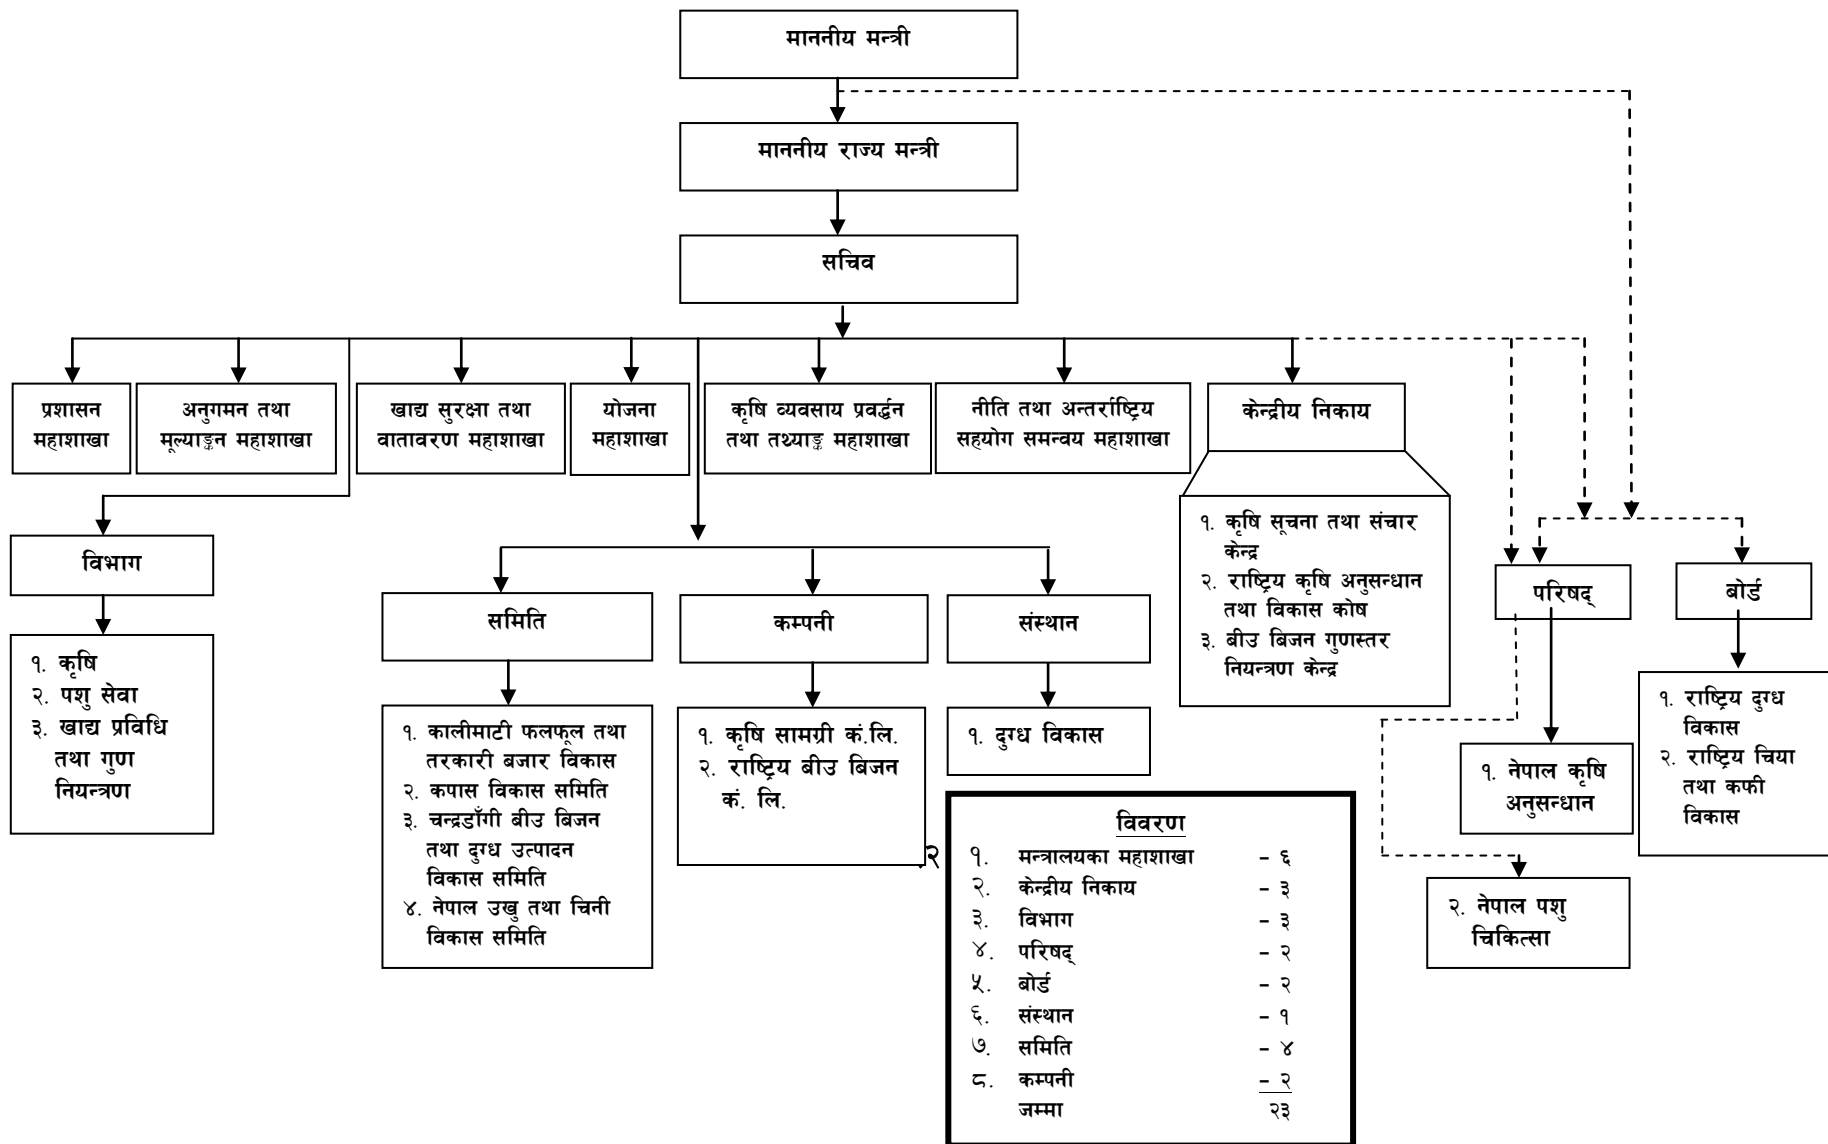 माननीय मन्त्री
माननीय राज्य मन्त्री
सचिव
प्रशासन
महाशाखा
अनुगमन तथा
मूल्याङ्कन महाशाखा
खाद्य सुरक्षा तथा
वातावरण महाशाखा
योजना
महाशाखा
कृषि व्यवसाय प्रवर्द्धन
तथा तथ्याङ्क महाशाखा
नीति तथा अन्तर्राष्ट्रिय
सहयोग समन्वय महाशाखा
केन्द्रीय निकाय
१. कृषि सूचना तथा संचार
केन्द्र
२. राष्ट्रिय कृषि अनुसन्धान
तथा विकास कोष
३. बीउ बिजन गुणस्तर
नियन्त्रण केन्द्र
विभाग
१. कृषि
२. पशु सेवा
३. खाद्य प्रविधि
तथा गुण
नियन्त्रण
समिति
१. कालीमाटी फलफूल तथा
तरकारी बजार विकास
२. कपास विकास समिति
३. चन्द्रडाँगी बीउ बिजन
तथा दुग्ध उत्पादन
विकास समिति
४. नेपाल उखु तथा चिनी
विकास समिति
कम्पनी
१. कृषि सामग्री कं.लि.
२. राष्ट्रिय बीउ बिजन
कं. लि.
संस्थान
१. दुग्ध विकास
परिषद्
१. नेपाल कृषि
अनुसन्धान
२. नेपाल पशु
चिकित्सा
बोर्ड
१. राष्ट्रिय दुग्ध
विकास
२. राष्ट्रिय चिया
तथा कफी
विकास
२
विवरण
१. मन्त्रालयका महाशाखा - ६
२. केन्द्रीय निकाय - ३
३. विभाग - ३
४. परिषद् - २
५. बोर्ड - २
६. संस्थान - १
७. समिति - ४
८. कम्पनी - २
जम्मा २३